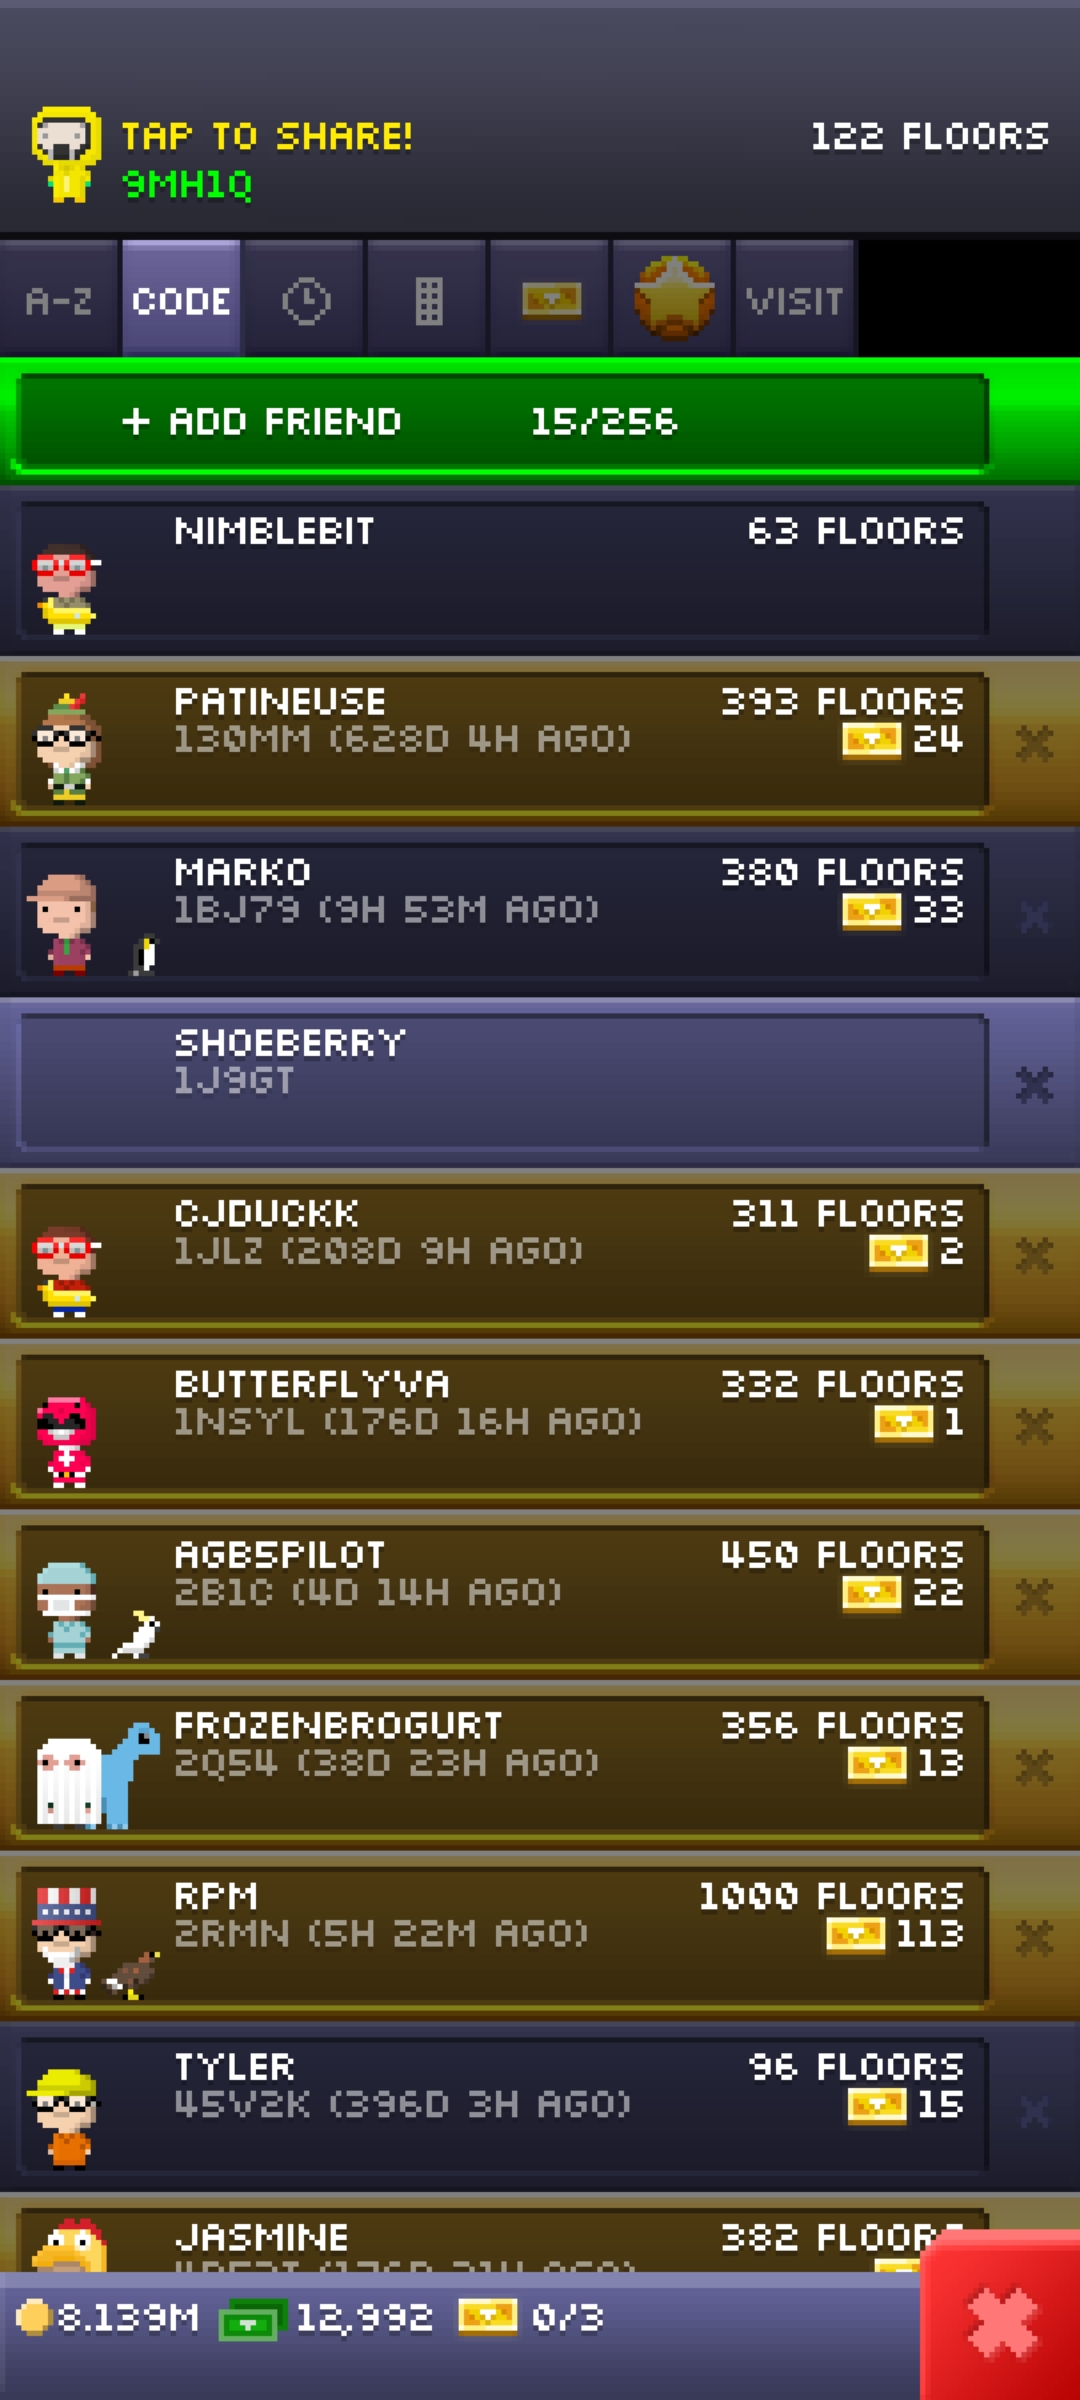 TAP TO SHARE! 122 FLOORS
9MH1Q
A-Z CODE VISIT
+ ADD FRIEND 15/256
NIMBLEBIT 63 FLOORS
PATINEUSE 393 FLOORS
130MM (628D 4H AGO) 24
MARKO 380 FLOORS
1BJ79 (9H 53M AGO) 33
SHOEBERRY
1J9GT
CJDUCKK 311 FLOORS
1JLZ (208D 9H AGO) 2
BUTTERFLYVA 332 FLOORS
1NSYL (176D 16H AGO) 1
AGB5PILOT 450 FLOORS
2B1C (4D 14H AGO) 22
FROZENBROGURT 356 FLOORS
2Q54 (38D 23H AGO) 13
RPM 1000 FLOORS
2RMN (5H 22M AGO) 113
TYLER 96 FLOORS
45V2K (396D 3H AGO) 15
JASMINE 382 FLOORS
8.139M 12,992 0/3